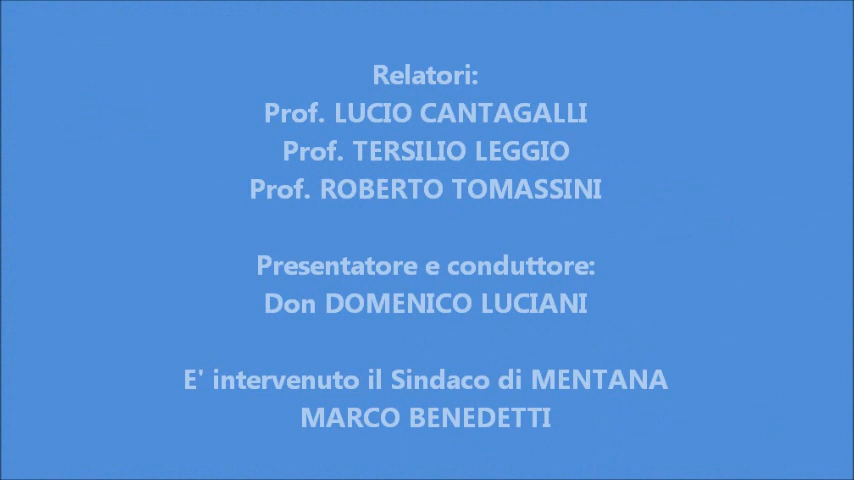 Relatori:
Prof. LUCIO CANTAGALLI
Prof. TERSILIO LEGGIO
Prof. ROBERTO TOMASSINI
Presentatore e conduttore:
Don DOMENICO LUCIANI
E' intervenuto il Sindaco di MENTANA
MARCO BENEDETTI